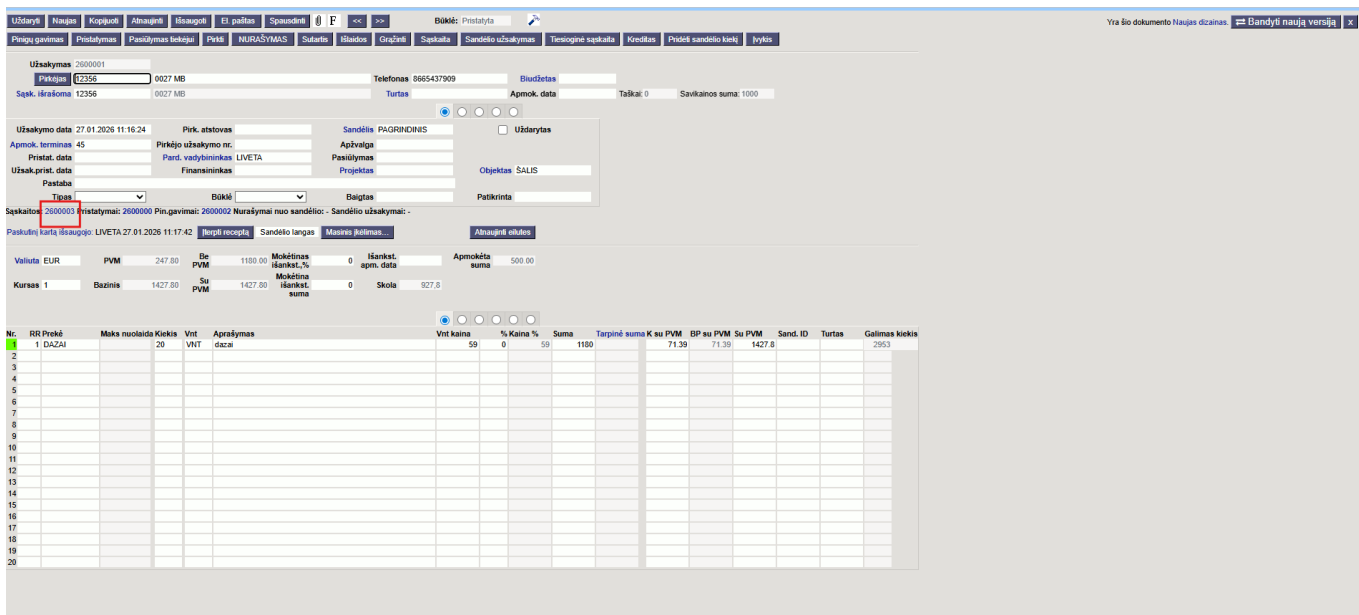 Uždaryti Naujas Kopijuoti Atnaujinti Išsaugoti El. paštas Spausdinti F << >> Būklė: Pristatyta Yra šio dokumento Naujas dizainas. Bandyti naują versiją x
Pinigų gavimas Pristatymas Pasiūlymas tiekėjui Pirkti NURAŠYMAS Sutartis Išlaidos Grąžinti Sąskaita Sandėlio užsakymas Tiesioginė sąskaita Kreditas Pridėti sandėlio kiekį Įvykis
Užsakymas 2600001
Pirkėjas 12356 0027 MB Telefonas 8665437909 Biudžetas
Sąsk. išrašoma 12356 0027 MB Turtas Apmok. data Taškai: 0 Savikainos suma: 1000
Užsakymo data 27.01.2026 11:16:24 Pirk. atstovas Sandėlis PAGRINDINIS Uždarytas
Apmok. terminas 45 Pirkėjo užsakymo nr. Apžvalga
Pristat. data Pard. vadybininkas LIVETA Pasiūlymas
Užsak.prist. data Finansininkas Projektas Objektas ŠALIS
Pastaba
Tipas Būklė Baigtas Patikrinta
Sąskaitos: 2600003 Pristatymai: 2600000 Pin.gavimai: 2600002 Nurašymai nuo sandėlio: - Sandėlio užsakymai: -
Paskutinį kartą išsaugojo: LIVETA 27.01.2026 11:17:42 Įterpti receptą Sandėlio langas Masinis įkėlimas... Atnaujinti eilutes
Valiuta EUR PVM 247.80 Be PVM 1180.00 Mokėtinas išankst.,% 0 Išankst. apm. data Apmokėta suma 500.00
Kursas 1 Bazinis 1427.80 Su PVM 1427.80 Mokėtina išankst. suma 0 Skola 927,8
Nr. RR Prekė Maks nuolaida Kiekis Vnt Aprašymas Vnt kaina % Kaina % Suma Tarpinė suma K su PVM BP su PVM Su PVM Sand. ID Turtas Galimas kiekis
1 1 DAZAI 20 VNT dazai 59 0 59 1180 71.39 71.39 1427.8 2953
2
3
4
5
6
7
8
9
10
11
12
13
14
15
16
17
18
19
20